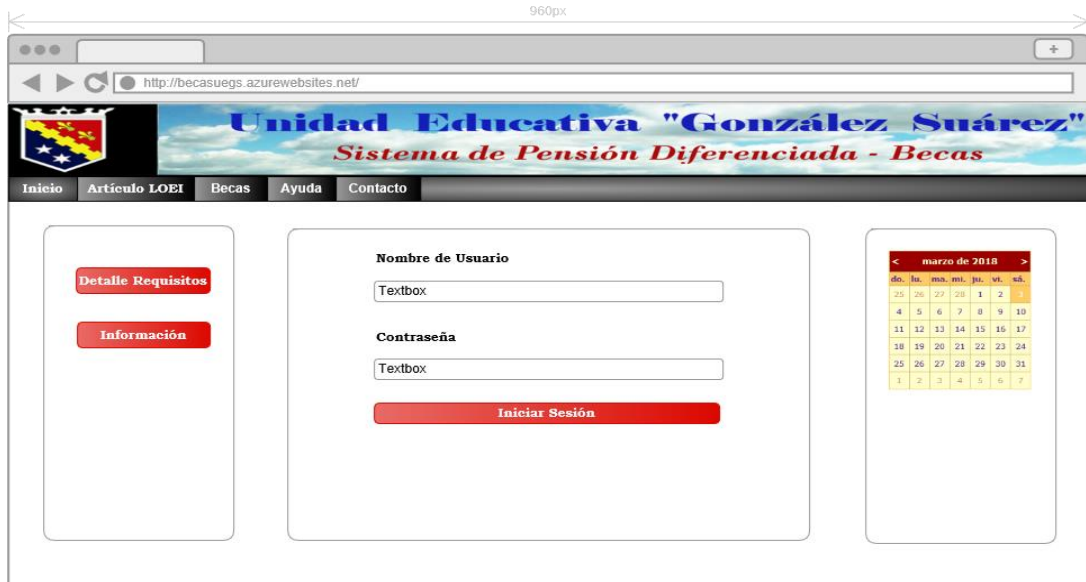 960px
+
http://becasuegs.azurewebsites.net/
Unidad Educativa "González Suárez"
Sistema de Pensión Diferenciada - Becas
Inicio Artículo LOEI Becas Ayuda Contacto
Detalle Requisitos
Información
Nombre de Usuario
Textbox
Contraseña
Textbox
Iniciar Sesión
< marzo de 2018 >
do. lu. ma. mi. ju. vi. sá.
25 26 27 28 1 2 3
4 5 6 7 8 9 10
11 12 13 14 15 16 17
18 19 20 21 22 23 24
25 26 27 28 29 30 31
1 2 3 4 5 6 7